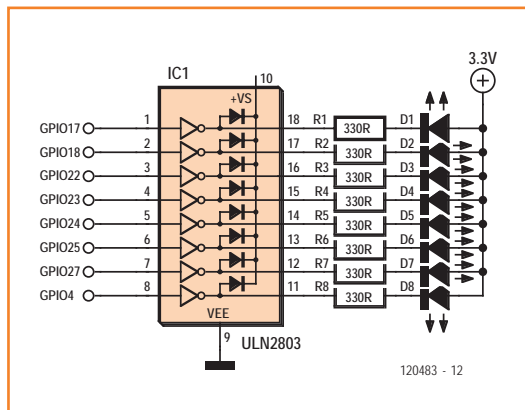 IC1
10
3.3V
+VS
GPIO17 1 18 R1 330R D1
GPIO18 2 17 R2 330R D2
GPIO22 3 16 R3 330R D3
GPIO23 4 15 R4 330R D4
GPIO24 5 14 R5 330R D5
GPIO25 6 13 R6 330R D6
GPIO27 7 12 R7 330R D7
GPIO4 8 11 R8 330R D8
VEE
9 ULN2803
120483 - 12